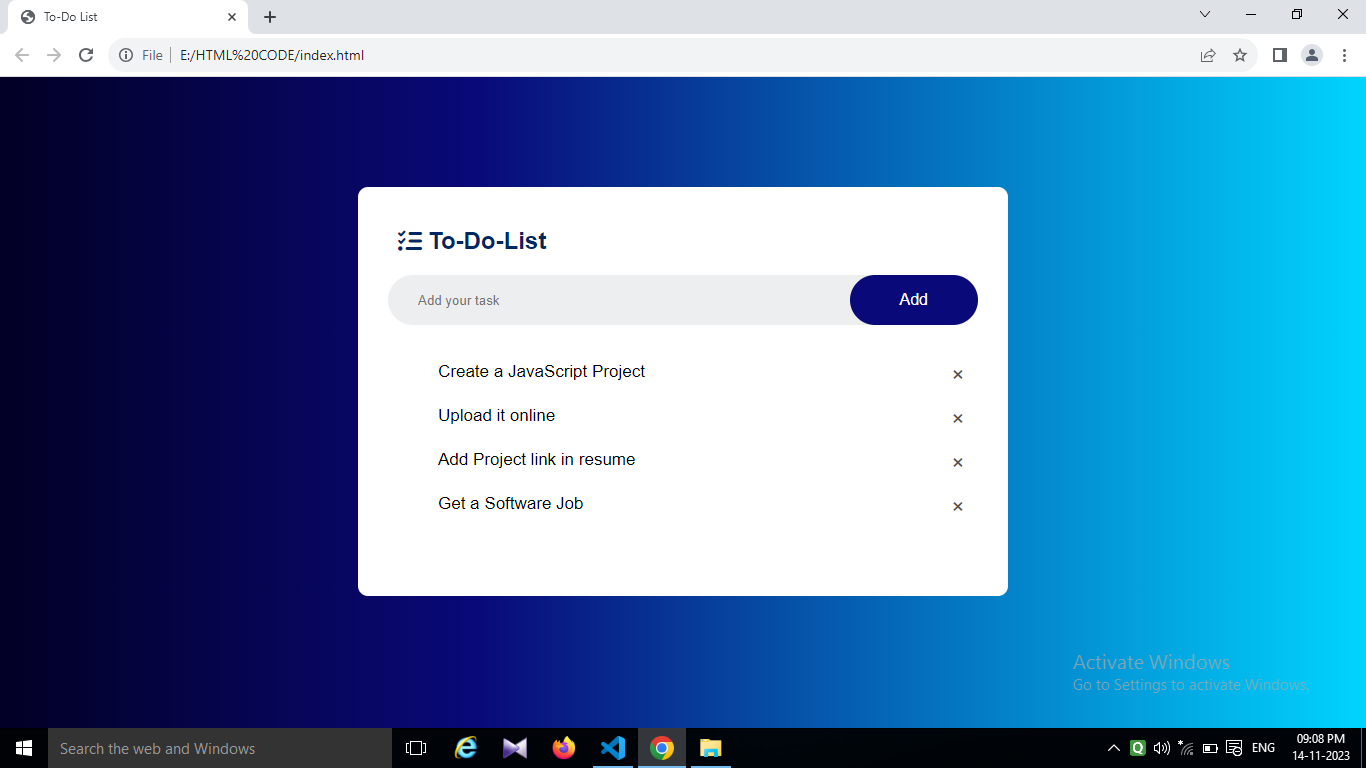 To-Do List
File
E:/HTML%20CODE/index.html
To-Do-List
Add your task
Add
Create a JavaScript Project
×
Upload it online
×
Add Project link in resume
×
Get a Software Job
×
Activate Windows
Go to Settings to activate Windows.
Search the web and Windows
ENG
09:08 PM
14-11-2023